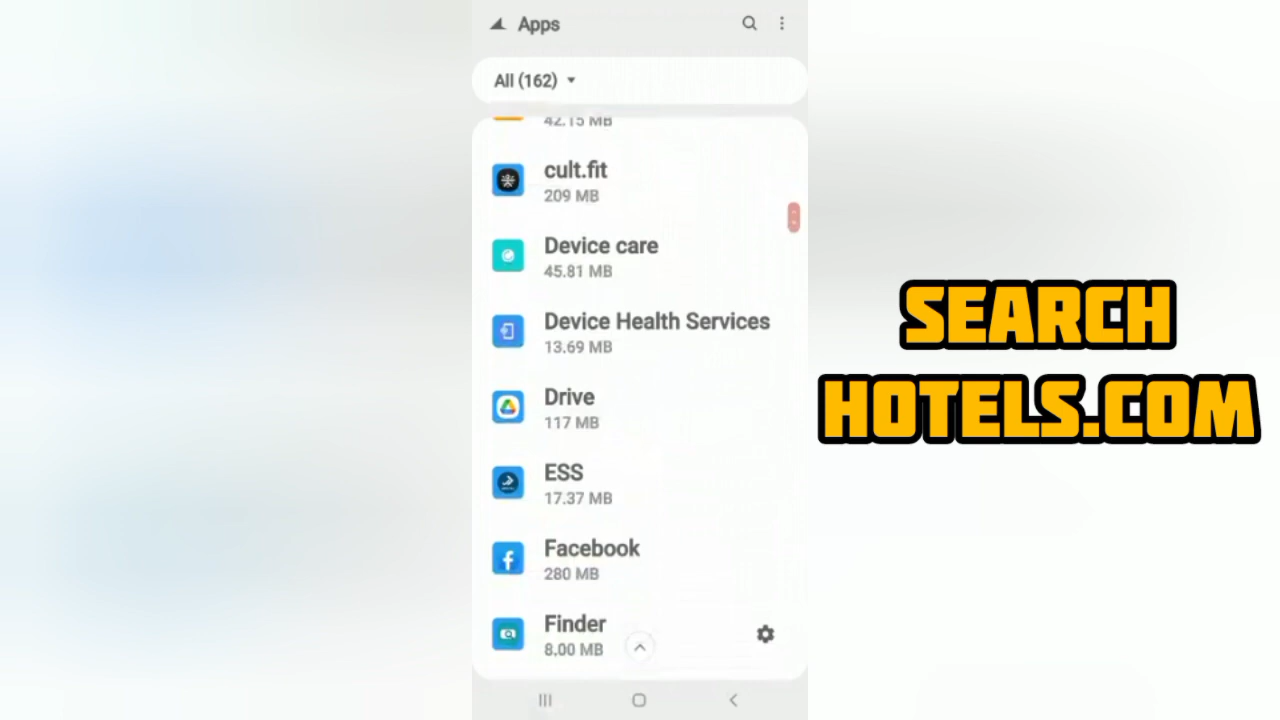 Apps
All (162)
42.15 MB
cult.fit
209 MB
Device care
45.81 MB
Device Health Services
13.69 MB
Drive
117 MB
ESS
17.37 MB
Facebook
280 MB
Finder
8.00 MB
SEARCH
HOTELS.COM